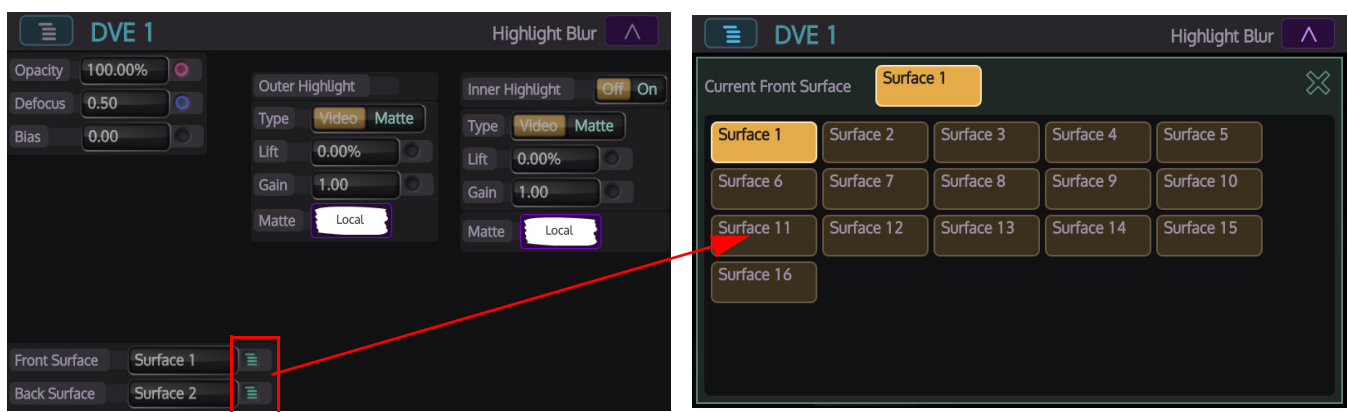 DVE 1 Highlight Blur
Opacity 100.00%
Defocus 0.50
Bias 0.00
Outer Highlight
Type Video Matte
Lift 0.00%
Gain 1.00
Matte Local
Inner Highlight Off On
Type Video Matte
Lift 0.00%
Gain 1.00
Matte Local
Front Surface Surface 1
Back Surface Surface 2
DVE 1 Highlight Blur
Current Front Surface Surface 1
Surface 1 Surface 2 Surface 3 Surface 4 Surface 5
Surface 6 Surface 7 Surface 8 Surface 9 Surface 10
Surface 11 Surface 12 Surface 13 Surface 14 Surface 15
Surface 16